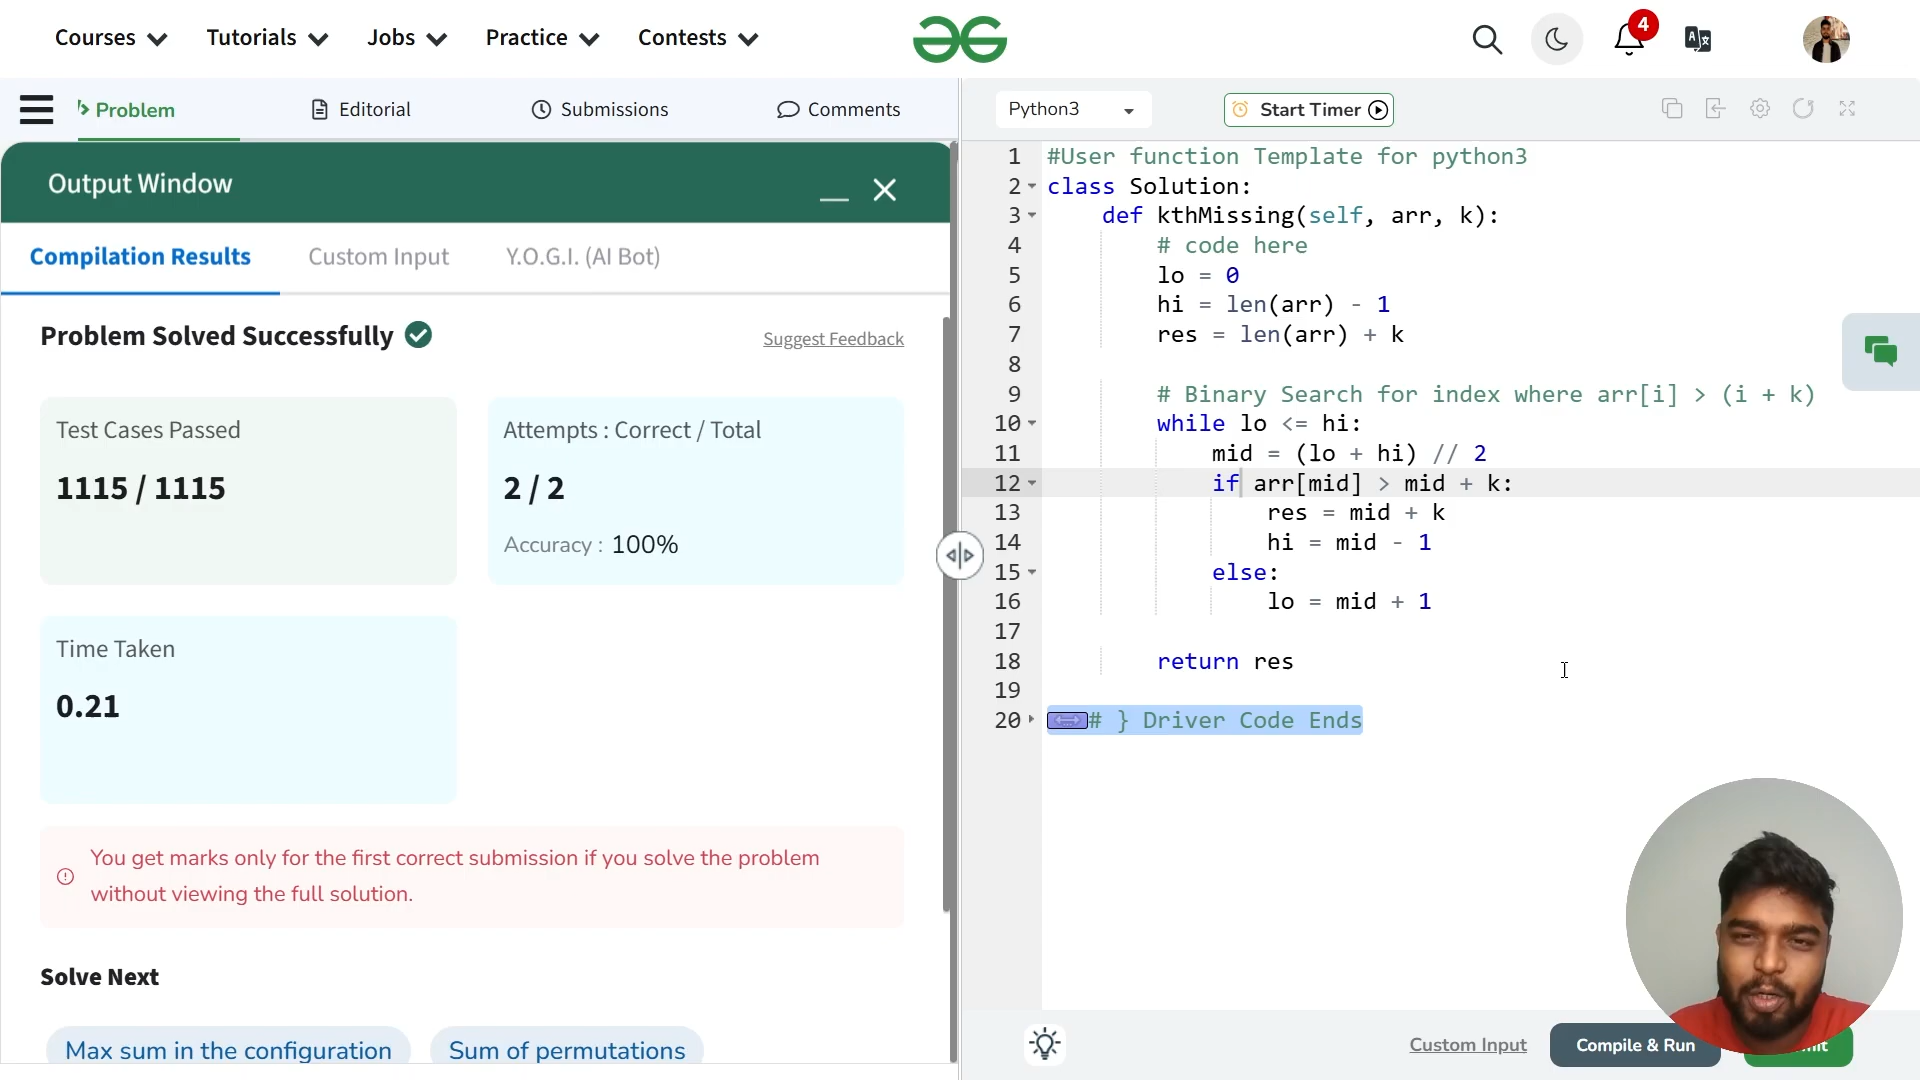 Courses
Tutorials
Jobs
Practice
Contests
4
Problem
Editorial
Submissions
Comments
Python3
Start Timer
Output Window
Compilation Results
Custom Input
Y.O.G.I. (AI Bot)
Problem Solved Successfully
Suggest Feedback
Test Cases Passed
1115 / 1115
Attempts : Correct / Total
2 / 2
Accuracy : 100%
Time Taken
0.21
You get marks only for the first correct submission if you solve the problem
without viewing the full solution.
Solve Next
Max sum in the configuration
Sum of permutations
1 #User function Template for python3
2 class Solution:
3 def kthMissing(self, arr, k):
4 # code here
5 lo = 0
6 hi = len(arr) - 1
7 res = len(arr) + k
8
9 # Binary Search for index where arr[i] > (i + k)
10 while lo <= hi:
11 mid = (lo + hi) // 2
12 if arr[mid] > mid + k:
13 res = mid + k
14 hi = mid - 1
15 else:
16 lo = mid + 1
17
18 return res
19
20 # } Driver Code Ends
Custom Input
Compile & Run